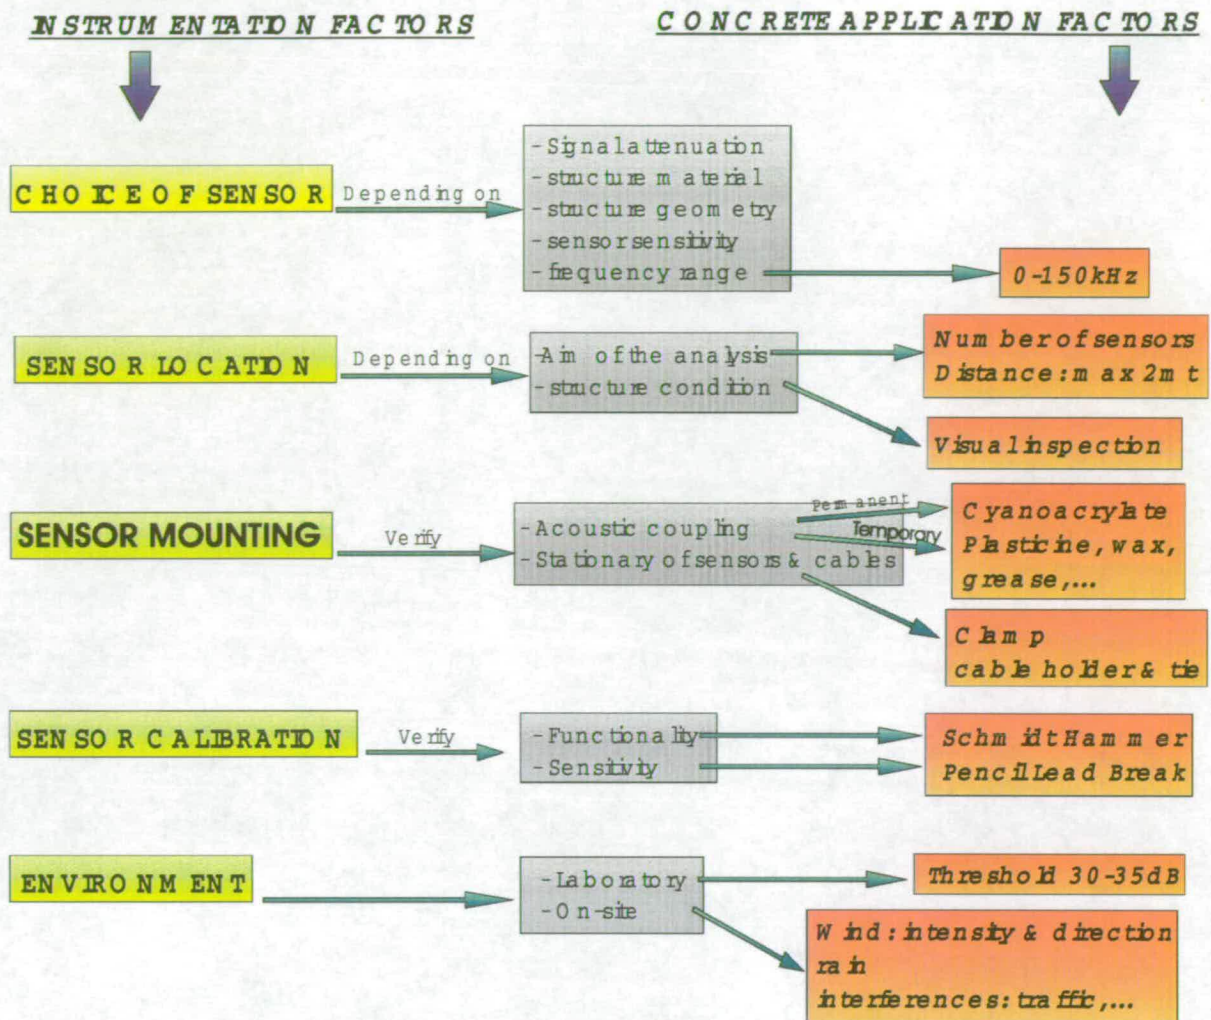 INSTRUMENTATION FACTORS
CONCRETE APPLICATION FACTORS
CHOICE OF SENSOR
Depending on
- Signal attenuation
- structure material
- structure geometry
- sensor sensitivity
- frequency range
0-150kHz
SENSOR LOCATION
Depending on
-Aim of the analysis
- structure condition
Number of sensors
Distance: max 2mt
Visual inspection
SENSOR MOUNTING
Verify
- Acoustic coupling
- Stationary of sensors & cables
Permanent
Temporary
Cyanoacrylate
Plasticine, wax,
grease,...
Clamp
cable holder & tie
SENSOR CALIBRATION
Verify
- Functionality
- Sensitivity
Schmidt Hammer
Pencil Lead Break
ENVIRONMENT
- Laboratory
- On-site
Threshold 30-35dB
Wind: intensity & direction
rain
interferences: traffic,...